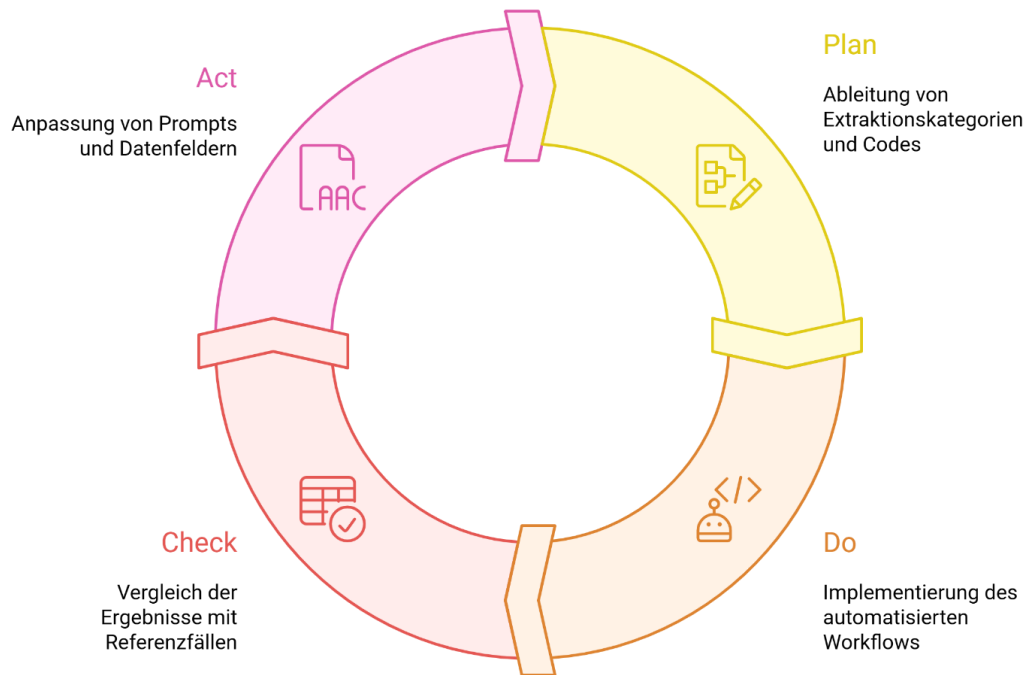 Plan
Ableitung von
Extraktionskategorien
und Codes
Do
Implementierung des
automatisierten
Workflows
Check
Vergleich der
Ergebnisse mit
Referenzfällen
Act
Anpassung von Prompts
und Datenfeldern
AAC